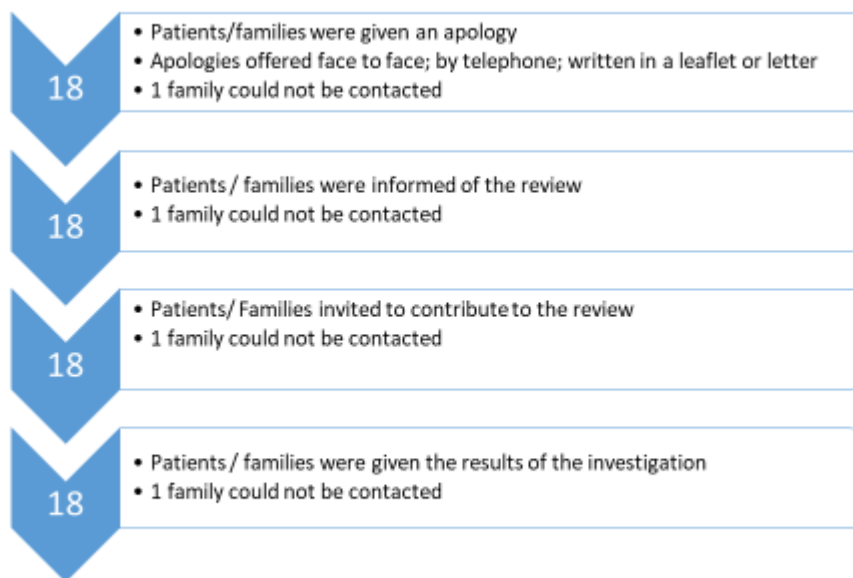 18
• Patients/families were given an apology
• Apologies offered face to face; by telephone; written in a leaflet or letter
• 1 family could not be contacted
18
• Patients / families were informed of the review
• 1 family could not be contacted
18
• Patients/ Families invited to contribute to the review
• 1 family could not be contacted
18
• Patients / families were given the results of the investigation
• 1 family could not be contacted